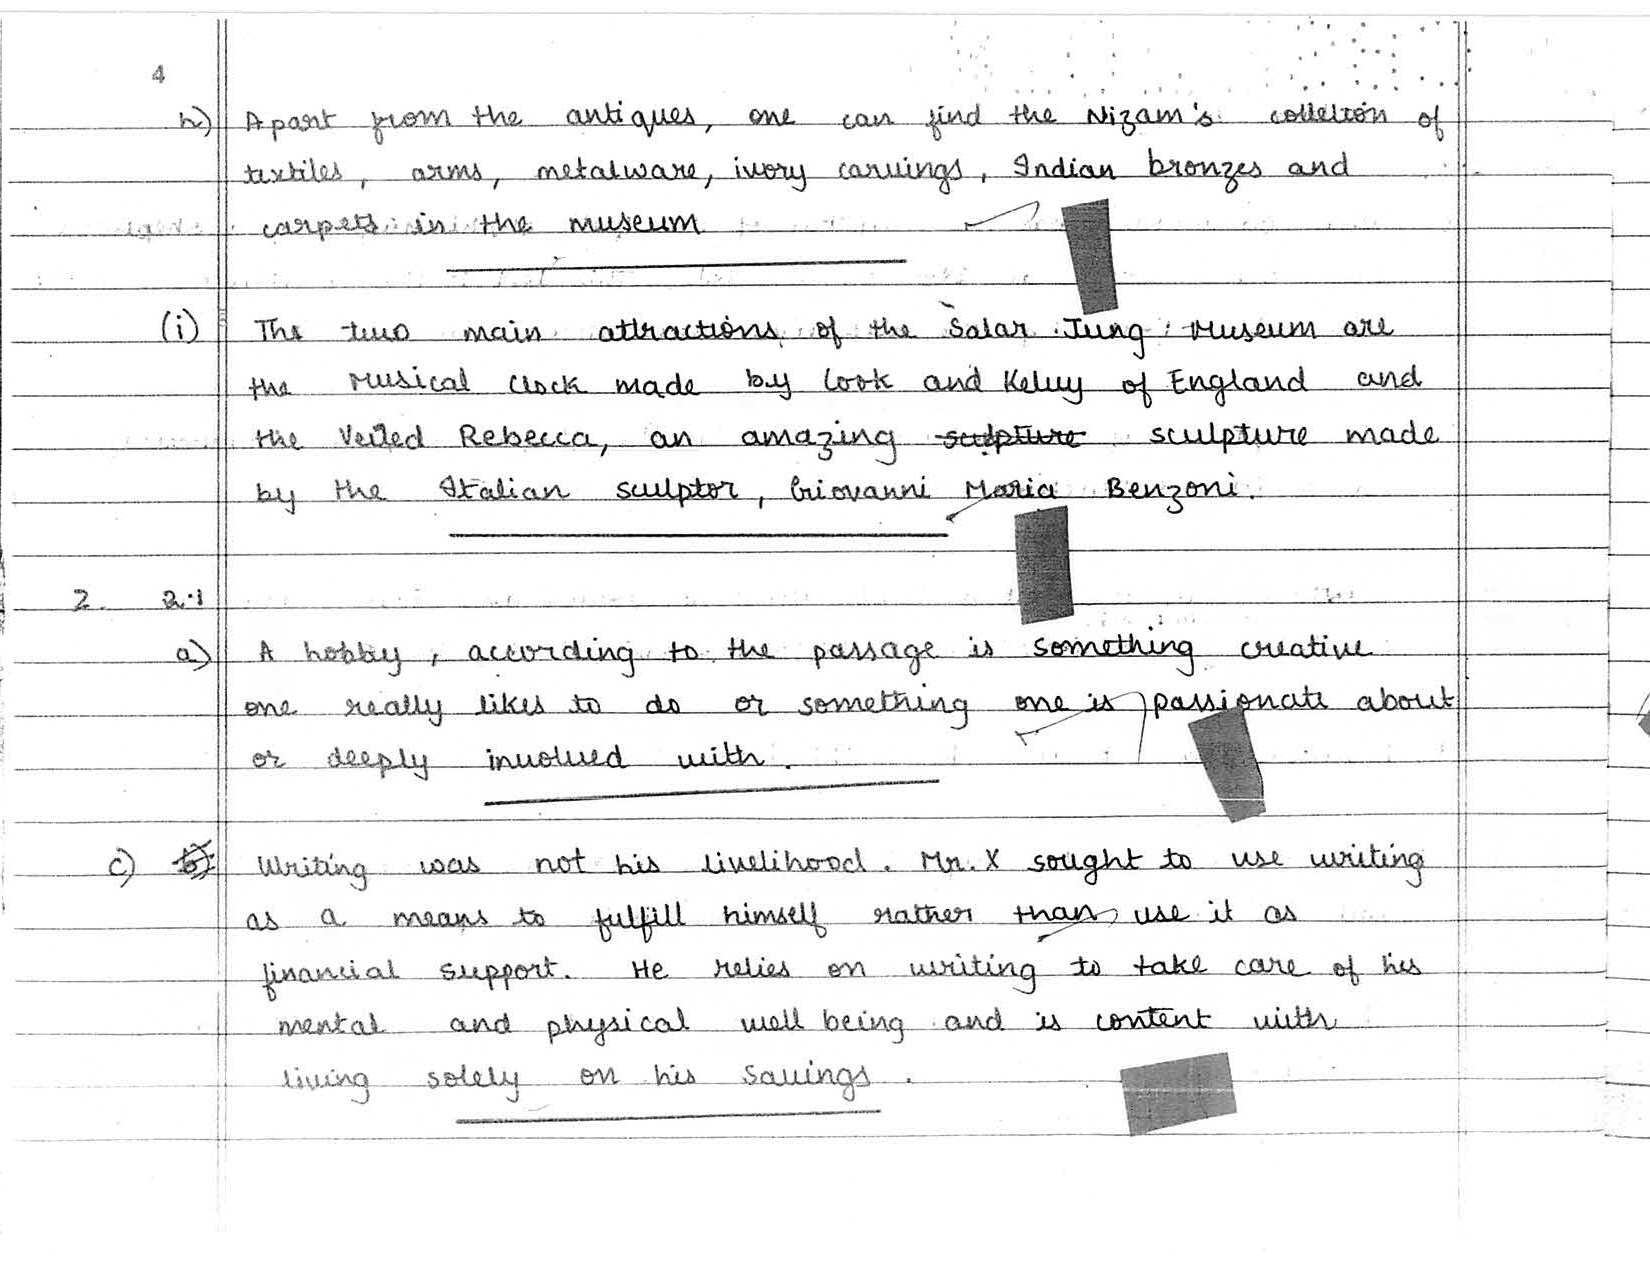 4
h) Apart from the antiques, one can find the Nizam's collection of
textiles, arms, metalware, ivory carvings, Indian bronzes and
carpets in the museum
(i) The two main attractions of the Salar Jung Museum are
the Musical Clock made by Cook and Kelvy of England and
the Veiled Rebecca, an amazing sculpture sculpture made
by the Italian sculptor, Giovanni Maria Benzoni.
2. 2.1
a) A hobby, according to the passage is something creative
one really likes to do or something one is passionate about
or deeply involved with.
c) b) Writing was not his livelihood. Mr. X sought to use writing
as a means to fulfill himself rather than use it as
financial support. He relies on writing to take care of his
mental and physical well being and is content with
living solely on his savings.